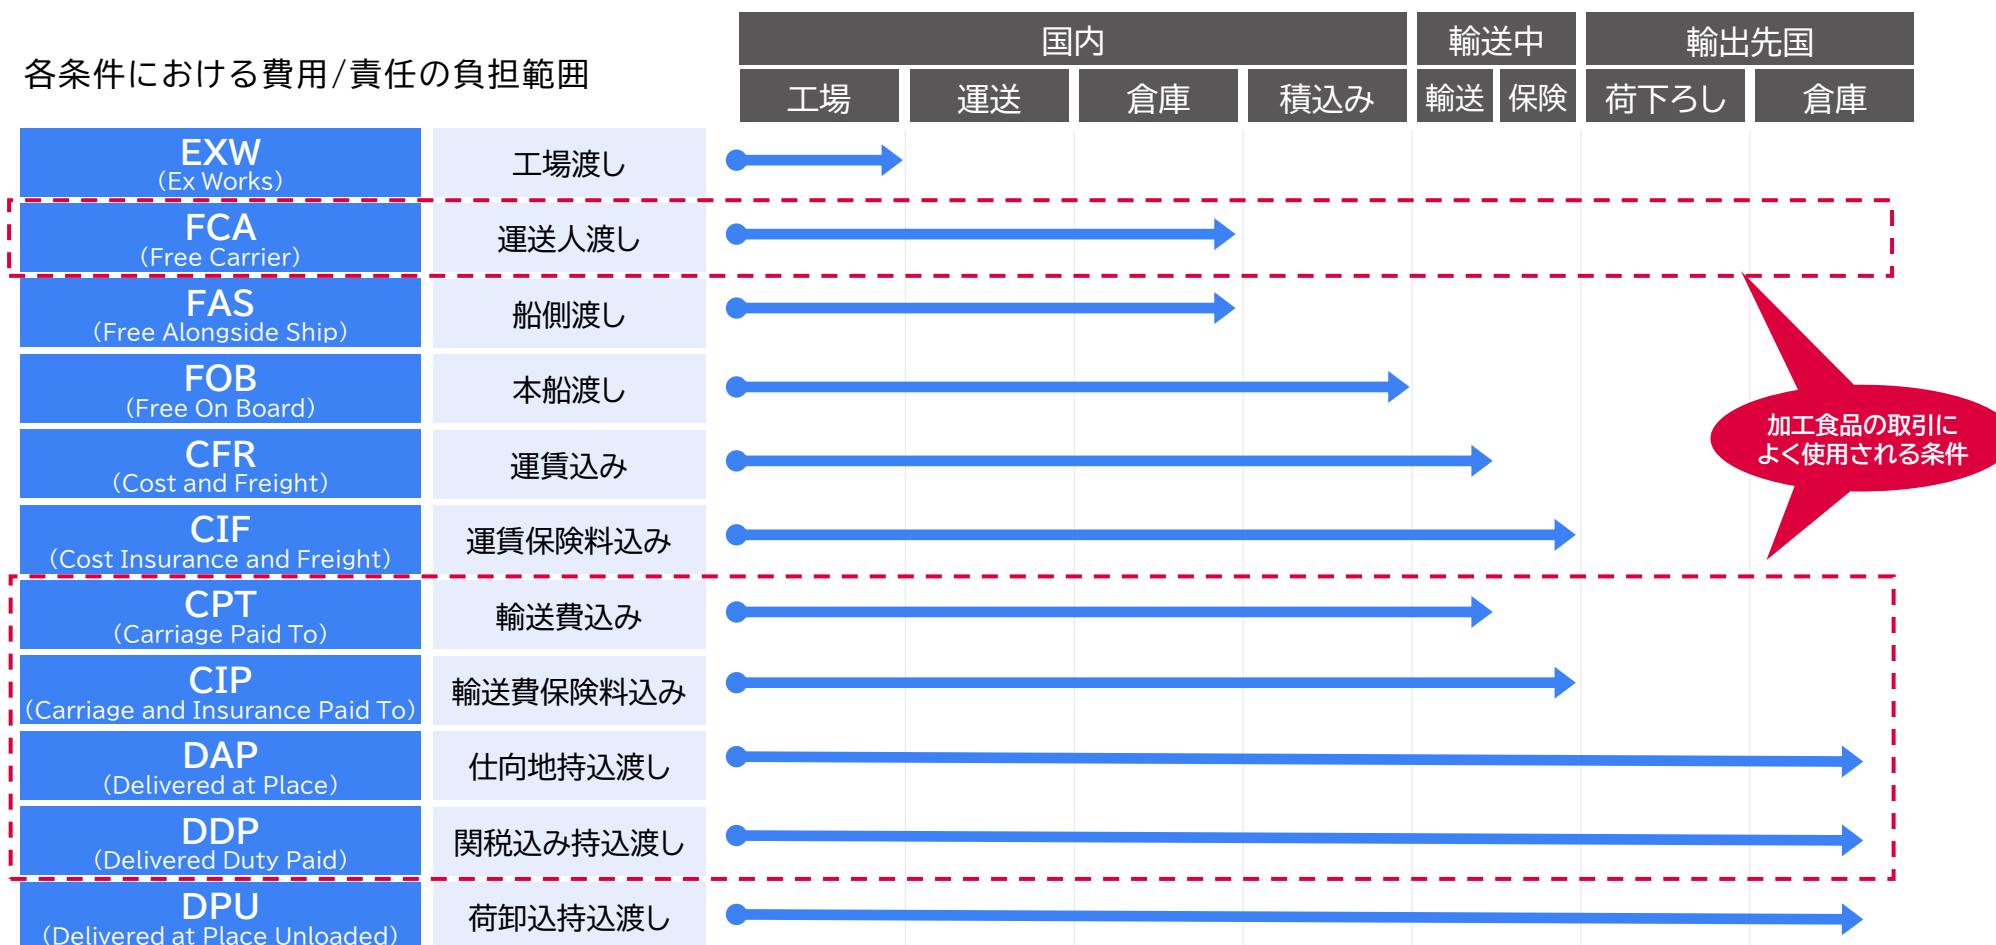 各条件における費用/責任の負担範囲
国内
輸送中
輸出先国
工場
運送
倉庫
積込み
輸送
保険
荷下ろし
倉庫
EXW
(Ex Works)
工場渡し
FCA
(Free Carrier)
運送人渡し
FAS
(Free Alongside Ship)
船側渡し
FOB
(Free On Board)
本船渡し
CFR
(Cost and Freight)
運賃込み
CIF
(Cost Insurance and Freight)
運賃保険料込み
CPT
(Carriage Paid To)
輸送費込み
CIP
(Carriage and Insurance Paid To)
輸送費保険料込み
DAP
(Delivered at Place)
仕向地持込渡し
DDP
(Delivered Duty Paid)
関税込み持込渡し
DPU
(Delivered at Place Unloaded)
荷卸込持込渡し
加工食品の取引に
よく使用される条件